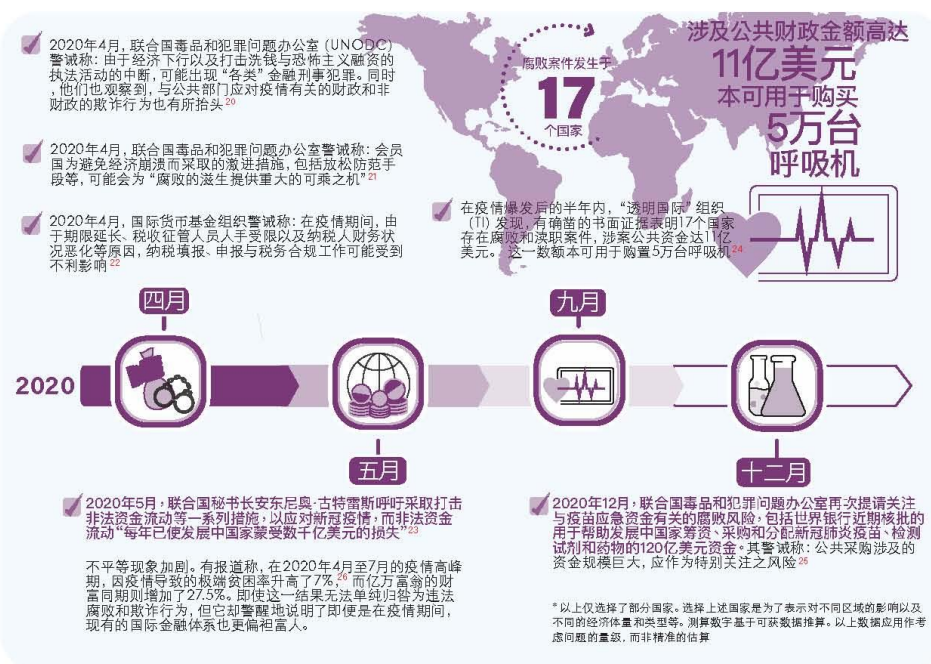 2020年4月，联合国毒品和犯罪问题办公室 (UNODC)
警诫称：由于经济下行以及打击洗钱与恐怖主义融资的
执法活动的中断，可能出现 “各类” 金融刑事犯罪。同时
，他们也观察到，与公共部门应对疫情有关的财政和非
财政的欺诈行为也有所抬头20
2020年4月，联合国毒品和犯罪问题办公室警诫称：会员
国为避免经济崩溃而采取的激进措施，包括放松防范手
段等，可能会为 “腐败的滋生提供重大的可乘之机”21
2020年4月，国际货币基金组织警诫称：在疫情期间，由
于期限延长、税收征管人员人手受限以及纳税人财务状
况恶化等原因，纳税填报、申报与税务合规工作可能受到
不利影响22
腐败案件发生于
17
个国家
涉及公共财政金额高达
11亿美元
本可用于购买
5万台
呼吸机
在疫情爆发后的半年内，“透明国际” 组织
（TI）发现，有确凿的书面证据表明17个国家
存在腐败和渎职案件，涉案公共资金达11亿
美元。 这一数额本可用于购置5万台呼吸机24
四月
九月
2020
五月
十二月
2020年5月，联合国秘书长安东尼奥·古特雷斯呼吁采取打击
非法资金流动等一系列措施，以应对新冠疫情，而非法资金
流动“每年已使发展中国家蒙受数千亿美元的损失”23
不平等现象加剧。有报道称，在2020年4月至7月的疫情高峰
期，因疫情导致的极端贫困率升高了7%，26 而亿万富翁的财
富同期则增加了27.5%。即使这一结果无法单纯归咎为违法
腐败和欺诈行为，但它却警醒地说明了即便是在疫情期间，
现有的国际金融体系也更偏袒富人。
2020年12月，联合国毒品和犯罪问题办公室再次提请关注
与疫苗应急资金有关的腐败风险，包括世界银行近期核批的
用于帮助发展中国家筹资、采购和分配新冠肺炎疫苗、检测
试剂和药物的120亿美元资金。其警诫称：公共采购涉及的
资金规模巨大，应作为特别关注之风险25
* 以上仅选择了部分国家。选择上述国家是为了表示对不同区域的影响以及
不同的经济体量和类型等。测算数字基于可获数据推算。以上数据应用作考
虑问题的量级，而非精准的估算